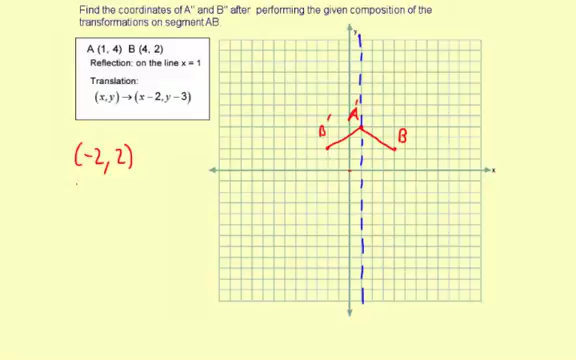 Find the coordinates of A" and B" after performing the given composition of the
transformations on segment AB.
A (1, 4) B (4, 2)
Reflection: on the line x = 1
Translation:
(x, y) → (x − 2, y − 3)
y
A'
B'
B
(-2, 2)
x